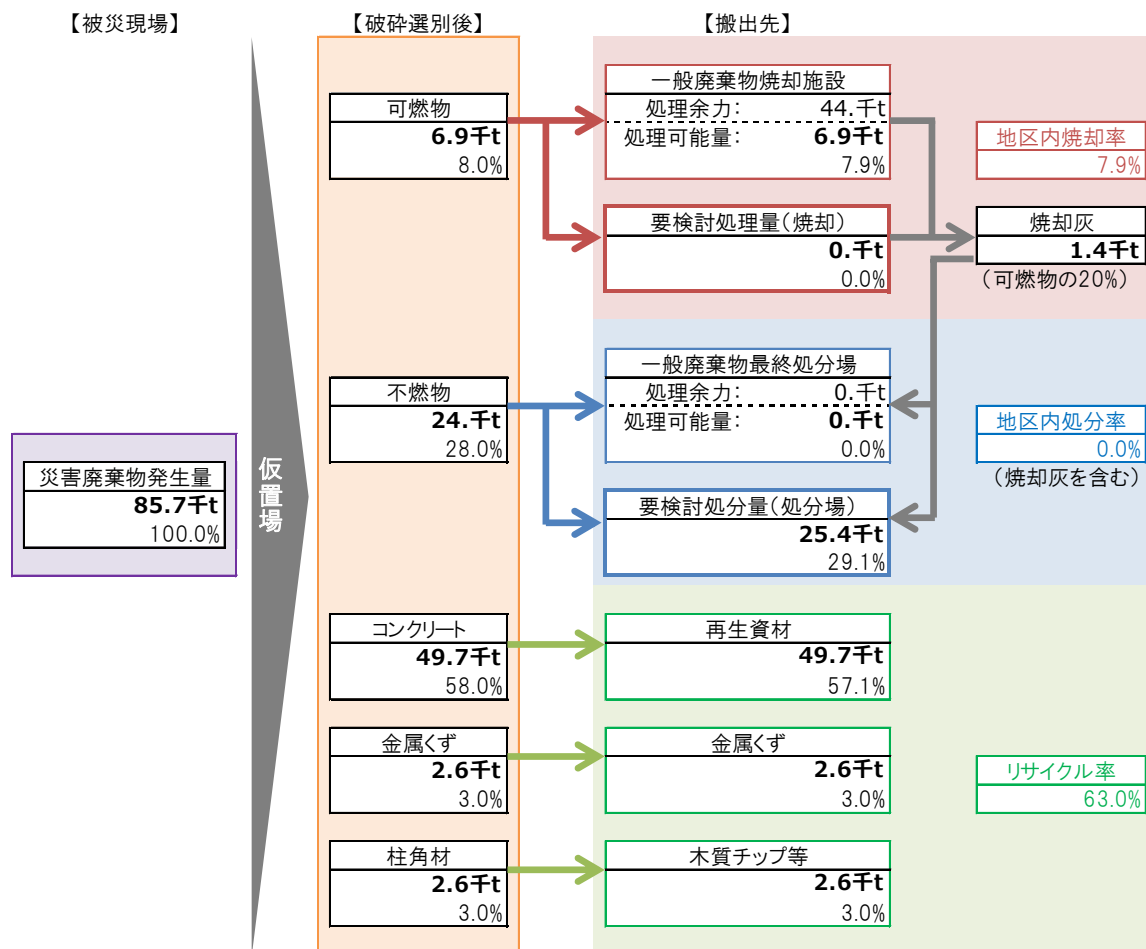 【被災現場】
【破砕選別後】
【搬出先】
災害廃棄物発生量
85.7千t
100.0%
仮置場
可燃物
6.9千t
8.0%
不燃物
24.千t
28.0%
コンクリート
49.7千t
58.0%
金属くず
2.6千t
3.0%
柱角材
2.6千t
3.0%
一般廃棄物焼却施設
処理余力： 44.千t
処理可能量： 6.9千t
7.9%
要検討処理量（焼却）
0.千t
0.0%
一般廃棄物最終処分場
処理余力： 0.千t
処理可能量： 0.千t
0.0%
要検討処分量（処分場）
25.4千t
29.1%
再生資材
49.7千t
57.1%
金属くず
2.6千t
3.0%
木質チップ等
2.6千t
3.0%
地区内焼却率
7.9%
焼却灰
1.4千t
（可燃物の20%）
地区内処分率
0.0%
（焼却灰を含む）
リサイクル率
63.0%